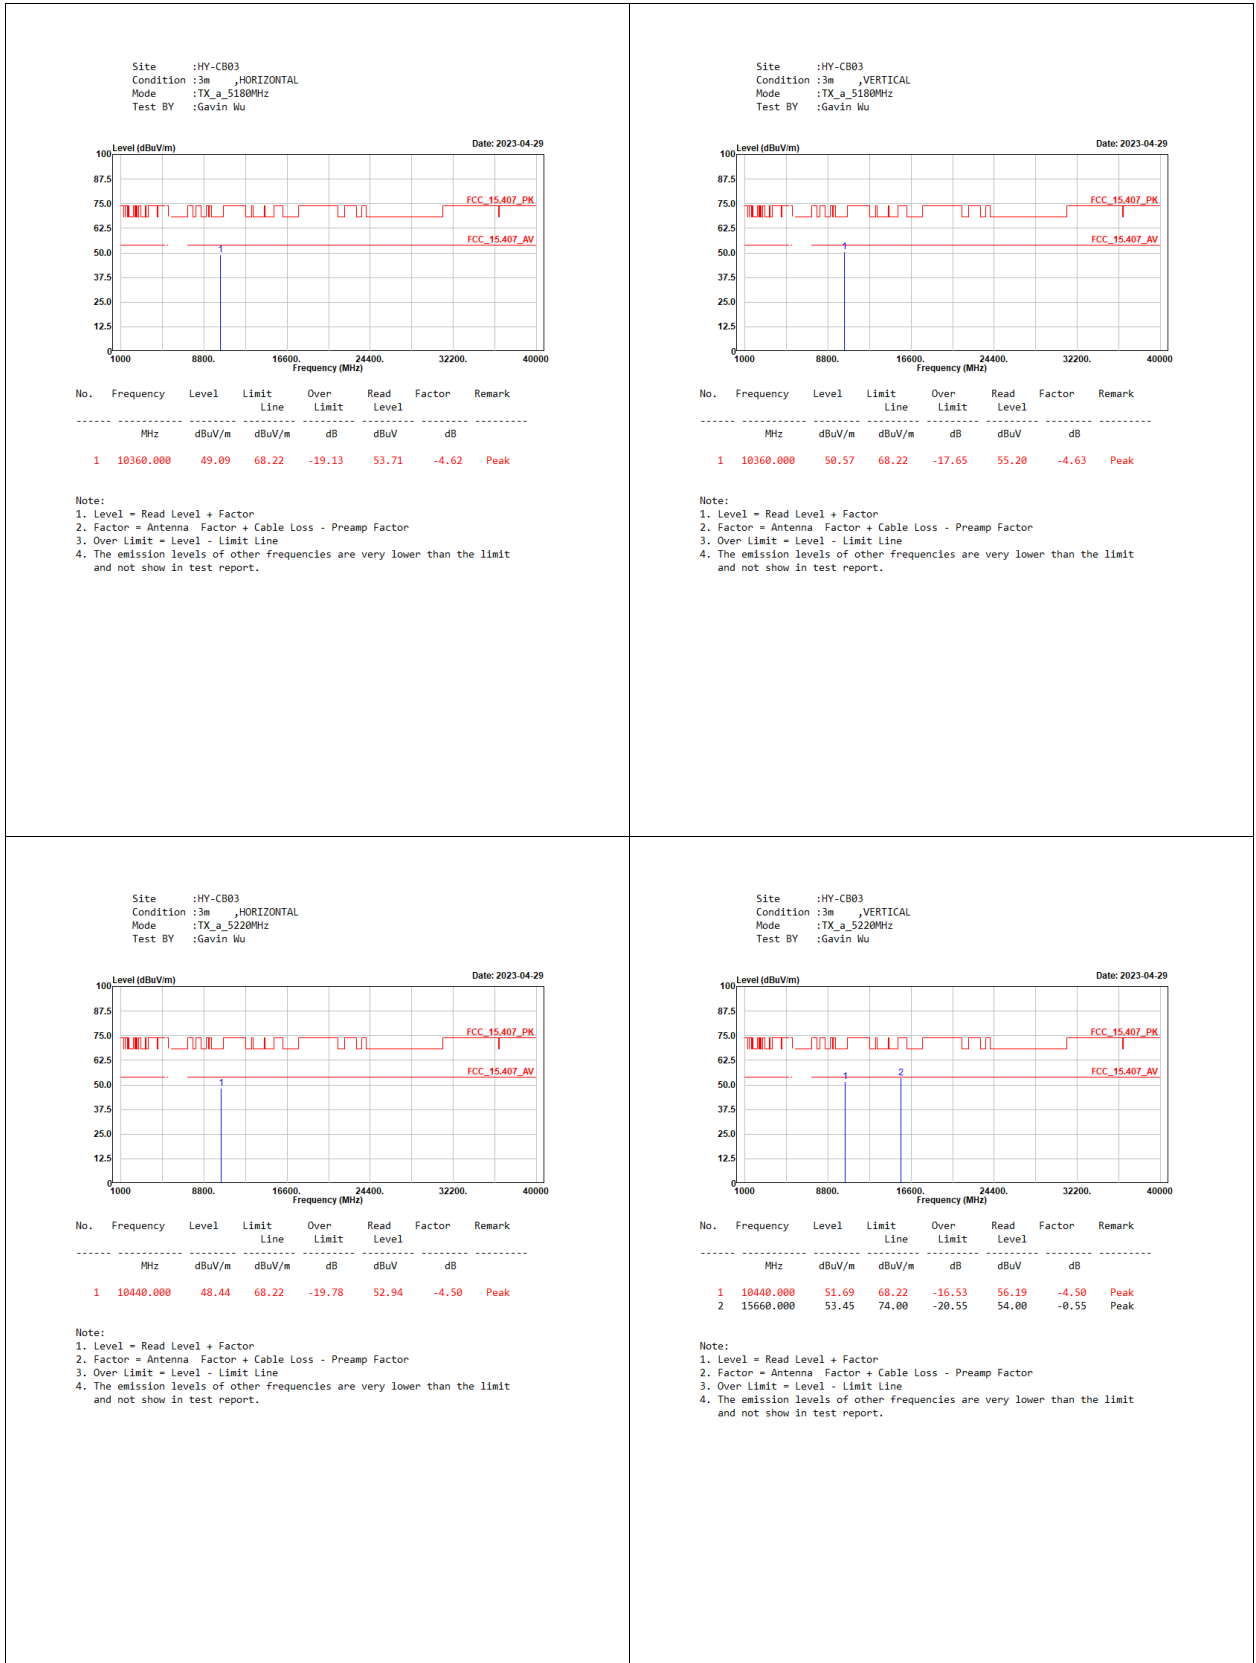 Site      :HY-CB03
Condition :3m    ,HORIZONTAL
Mode      :TX_a_5180MHz
Test BY   :Gavin Wu
Level (dBuV/m)
Date: 2023-04-29
100
87.5
75.0
62.5
50.0
37.5
25.0
12.5
0
FCC_15.407_PK
FCC_15.407_AV
1
1000 8800. 16600. 24400. 32200. 40000
Frequency (MHz)
No. Frequency Level Limit Over Read Factor Remark
Line Limit Level
------ ----------- -------- --------- --------- -------- -------- ---------
MHz dBuV/m dBuV/m dB dBuV dB
1 10360.000 49.09 68.22 -19.13 53.71 -4.62 Peak
Note:
1. Level = Read Level + Factor
2. Factor = Antenna  Factor + Cable Loss - Preamp Factor
3. Over Limit = Level - Limit Line
4. The emission levels of other frequencies are very lower than the limit
and not show in test report.
Site      :HY-CB03
Condition :3m    ,VERTICAL
Mode      :TX_a_5180MHz
Test BY   :Gavin Wu
Level (dBuV/m)
Date: 2023-04-29
100
87.5
75.0
62.5
50.0
37.5
25.0
12.5
0
FCC_15.407_PK
FCC_15.407_AV
1
1000 8800. 16600. 24400. 32200. 40000
Frequency (MHz)
No. Frequency Level Limit Over Read Factor Remark
Line Limit Level
------ ----------- -------- --------- --------- -------- -------- ---------
MHz dBuV/m dBuV/m dB dBuV dB
1 10360.000 50.57 68.22 -17.65 55.20 -4.63 Peak
Note:
1. Level = Read Level + Factor
2. Factor = Antenna  Factor + Cable Loss - Preamp Factor
3. Over Limit = Level - Limit Line
4. The emission levels of other frequencies are very lower than the limit
and not show in test report.
Site      :HY-CB03
Condition :3m    ,HORIZONTAL
Mode      :TX_a_5220MHz
Test BY   :Gavin Wu
Level (dBuV/m)
Date: 2023-04-29
100
87.5
75.0
62.5
50.0
37.5
25.0
12.5
0
FCC_15.407_PK
FCC_15.407_AV
1
1000 8800. 16600. 24400. 32200. 40000
Frequency (MHz)
No. Frequency Level Limit Over Read Factor Remark
Line Limit Level
------ ----------- -------- --------- --------- -------- -------- ---------
MHz dBuV/m dBuV/m dB dBuV dB
1 10440.000 48.44 68.22 -19.78 52.94 -4.50 Peak
Note:
1. Level = Read Level + Factor
2. Factor = Antenna  Factor + Cable Loss - Preamp Factor
3. Over Limit = Level - Limit Line
4. The emission levels of other frequencies are very lower than the limit
and not show in test report.
Site      :HY-CB03
Condition :3m    ,VERTICAL
Mode      :TX_a_5220MHz
Test BY   :Gavin Wu
Level (dBuV/m)
Date: 2023-04-29
100
87.5
75.0
62.5
50.0
37.5
25.0
12.5
0
FCC_15.407_PK
FCC_15.407_AV
1 2
1000 8800. 16600. 24400. 32200. 40000
Frequency (MHz)
No. Frequency Level Limit Over Read Factor Remark
Line Limit Level
------ ----------- -------- --------- --------- -------- -------- ---------
MHz dBuV/m dBuV/m dB dBuV dB
1 10440.000 51.69 68.22 -16.53 56.19 -4.50 Peak
2 15660.000 53.45 74.00 -20.55 54.00 -0.55 Peak
Note:
1. Level = Read Level + Factor
2. Factor = Antenna  Factor + Cable Loss - Preamp Factor
3. Over Limit = Level - Limit Line
4. The emission levels of other frequencies are very lower than the limit
and not show in test report.